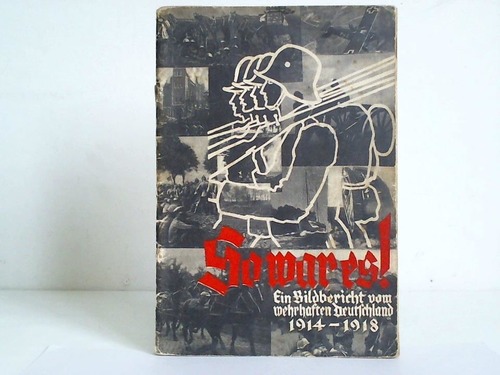 So war es!
Ein Bildbericht vom
wehrhaften Deutschland
1914-1918